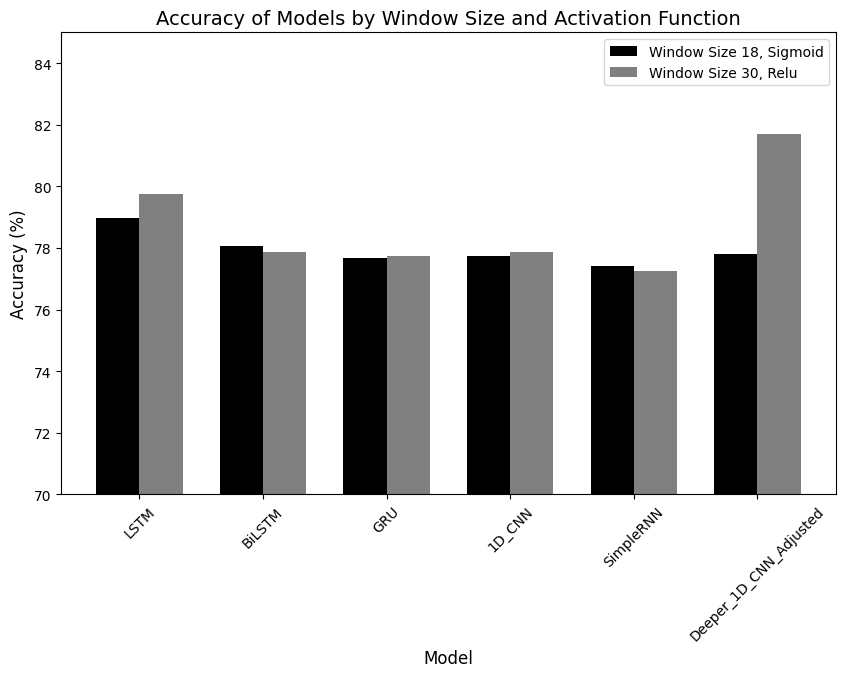 Accuracy of Models by Window Size and Activation Function
Window Size 18, Sigmoid
Window Size 30, Relu
Accuracy (%)
84
82
80
78
76
74
72
70
LSTM
BiLSTM
GRU
1D_CNN
SimpleRNN
Deeper_1D_CNN_Adjusted
Model